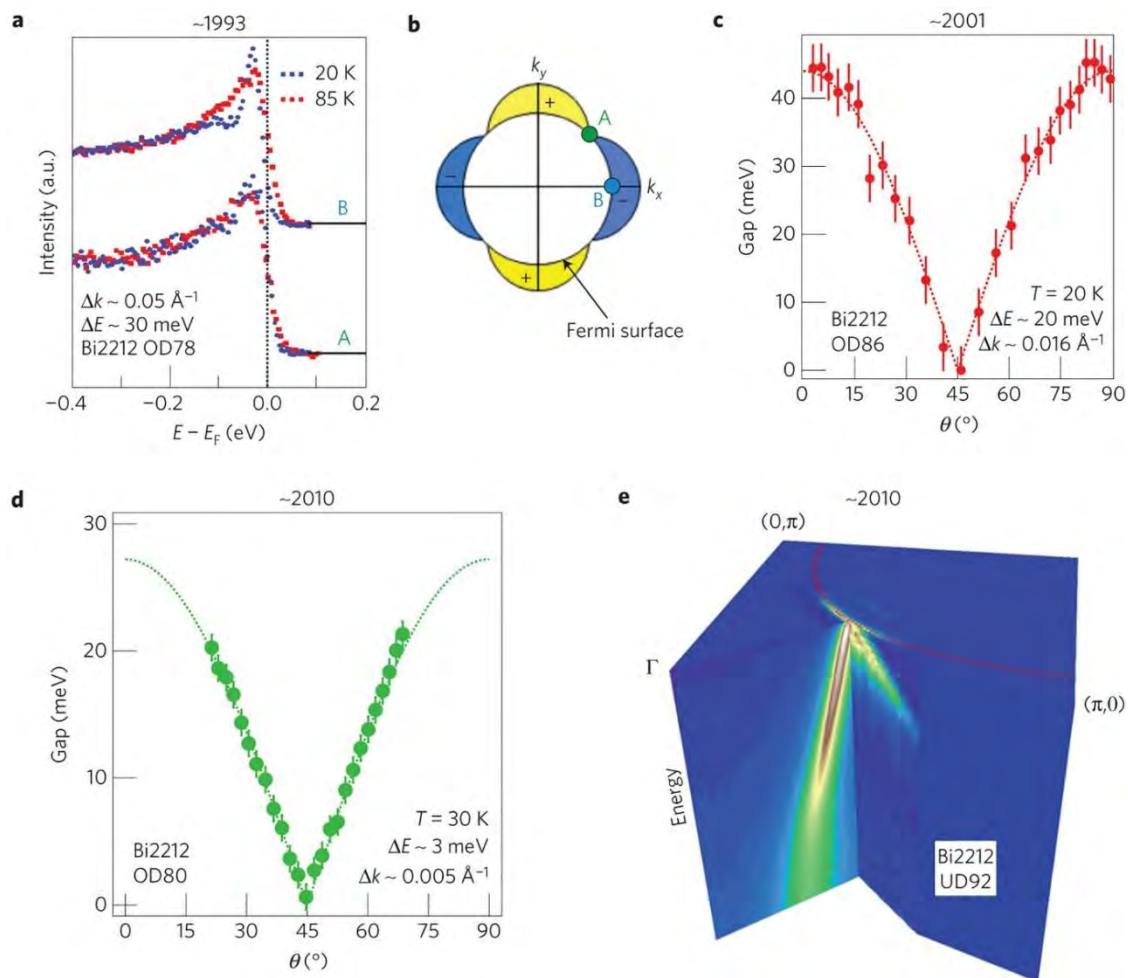 a
~1993
20 K
85 K
B
A
Intensity (a.u.)
Δk ~ 0.05 Å⁻¹
ΔE ~ 30 meV
Bi2212 OD78
−0.4
−0.2
0.0
0.2
E − E_F (eV)
b
k_y
+
A
−
B
−
k_x
+
Fermi surface
c
~2001
40
30
20
10
0
Gap (meV)
Bi2212
OD86
T = 20 K
ΔE ~ 20 meV
Δk ~ 0.016 Å⁻¹
0
15
30
45
60
75
90
θ (°)
d
~2010
30
20
10
0
Gap (meV)
Bi2212
OD80
T = 30 K
ΔE ~ 3 meV
Δk ~ 0.005 Å⁻¹
0
15
30
45
60
75
90
θ (°)
e
~2010
(0,π)
Γ
(π,0)
Energy
Bi2212
UD92